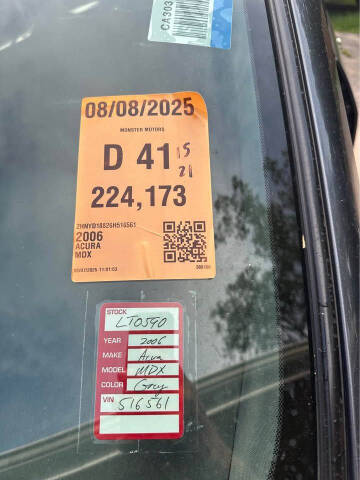 CA303
08/08/2025
MONSTER MOTORS
D 41 15
21
224,173
2HNYD18826H516561
2006
ACURA
MDX
STOCK LT0590
YEAR 2006
MAKE Acura
MODEL MDX
COLOR Grey
VIN 516561